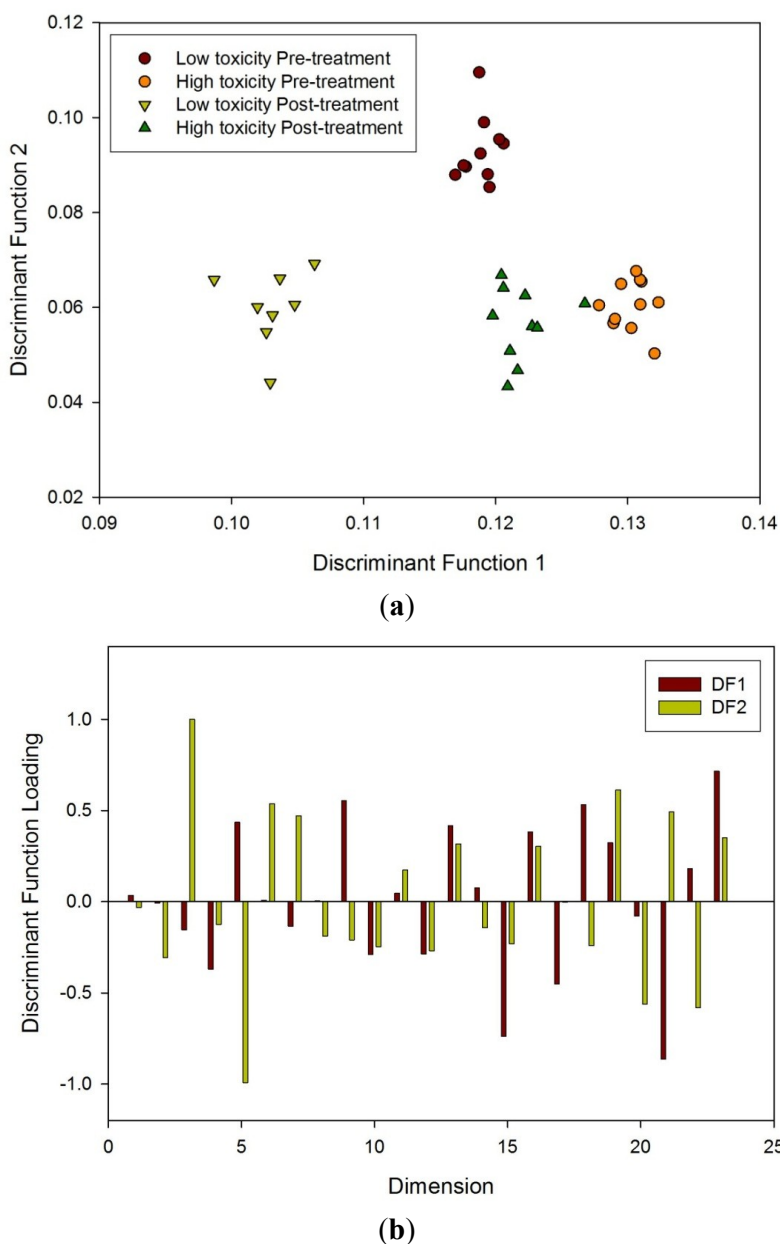 0.12
Low toxicity Pre-treatment
High toxicity Pre-treatment
Low toxicity Post-treatment
High toxicity Post-treatment
0.10
0.08
0.06
0.04
0.02
Discriminant Function 2
0.09 0.10 0.11 0.12 0.13 0.14
Discriminant Function 1
(a)
DF1
DF2
1.0
0.5
0.0
-0.5
-1.0
Discriminant Function Loading
0 5 10 15 20 25
Dimension
(b)